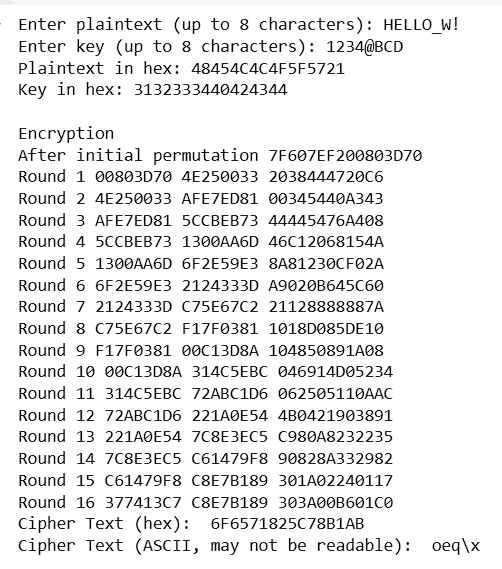 Enter plaintext (up to 8 characters): HELLO_W!
Enter key (up to 8 characters): 1234@BCD
Plaintext in hex: 48454C4C4F5F5721
Key in hex: 3132333440424344
Encryption
After initial permutation 7F607EF200803D70
Round 1 00803D70 4E250033 2038444720C6
Round 2 4E250033 AFE7ED81 00345440A343
Round 3 AFE7ED81 5CCBEB73 44445476A408
Round 4 5CCBEB73 1300AA6D 46C12068154A
Round 5 1300AA6D 6F2E59E3 8A81230CF02A
Round 6 6F2E59E3 2124333D A9020B645C60
Round 7 2124333D C75E67C2 21128888887A
Round 8 C75E67C2 F17F0381 1018D085DE10
Round 9 F17F0381 00C13D8A 104850891A08
Round 10 00C13D8A 314C5EBC 046914D05234
Round 11 314C5EBC 72ABC1D6 062505110AAC
Round 12 72ABC1D6 221A0E54 4B0421903891
Round 13 221A0E54 7C8E3EC5 C980A8232235
Round 14 7C8E3EC5 C61479F8 90828A332982
Round 15 C61479F8 C8E7B189 301A02240117
Round 16 377413C7 C8E7B189 303A00B601C0
Cipher Text (hex):  6F6571825C78B1AB
Cipher Text (ASCII, may not be readable):  oeq\x